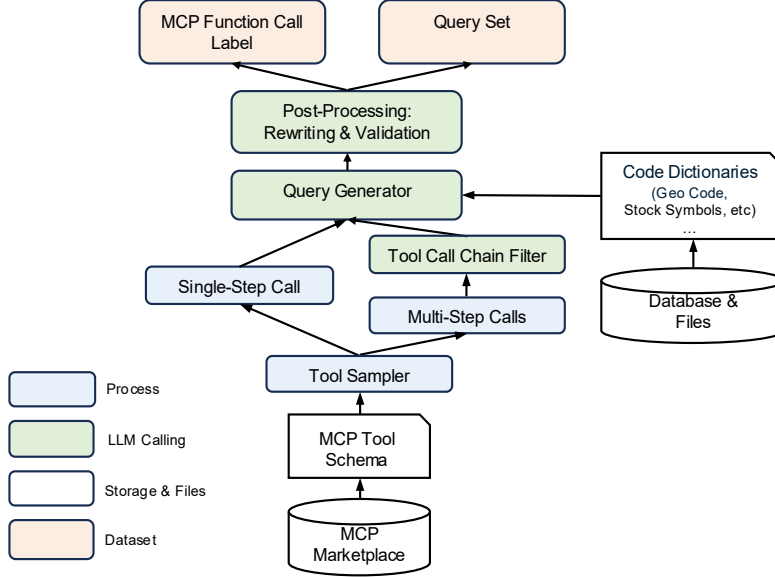 MCP Function Call
Label
Query Set
Post-Processing:
Rewriting & Validation
Query Generator
Code Dictionaries
(Geo Code,
Stock Symbols, etc)
...
Tool Call Chain Filter
Single-Step Call
Multi-Step Calls
Database &
Files
Tool Sampler
MCP Tool
Schema
MCP
Marketplace
Process
LLM Calling
Storage & Files
Dataset